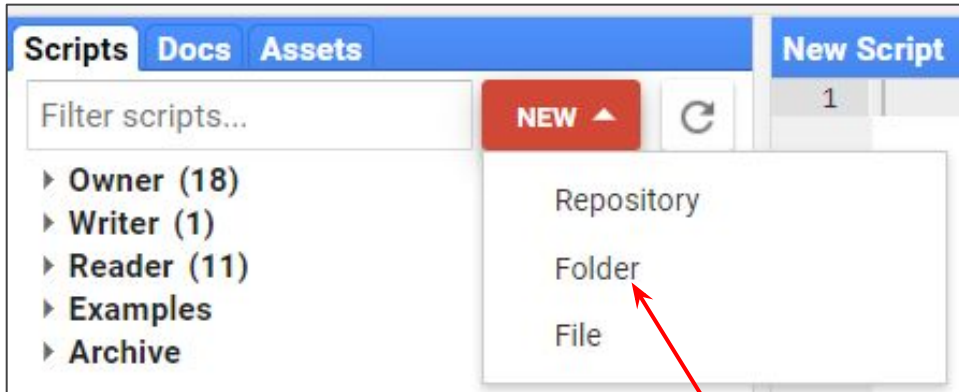 Scripts Docs Assets
New Script
Filter scripts...
NEW
1
Owner (18)
Writer (1)
Reader (11)
Examples
Archive
Repository
Folder
File